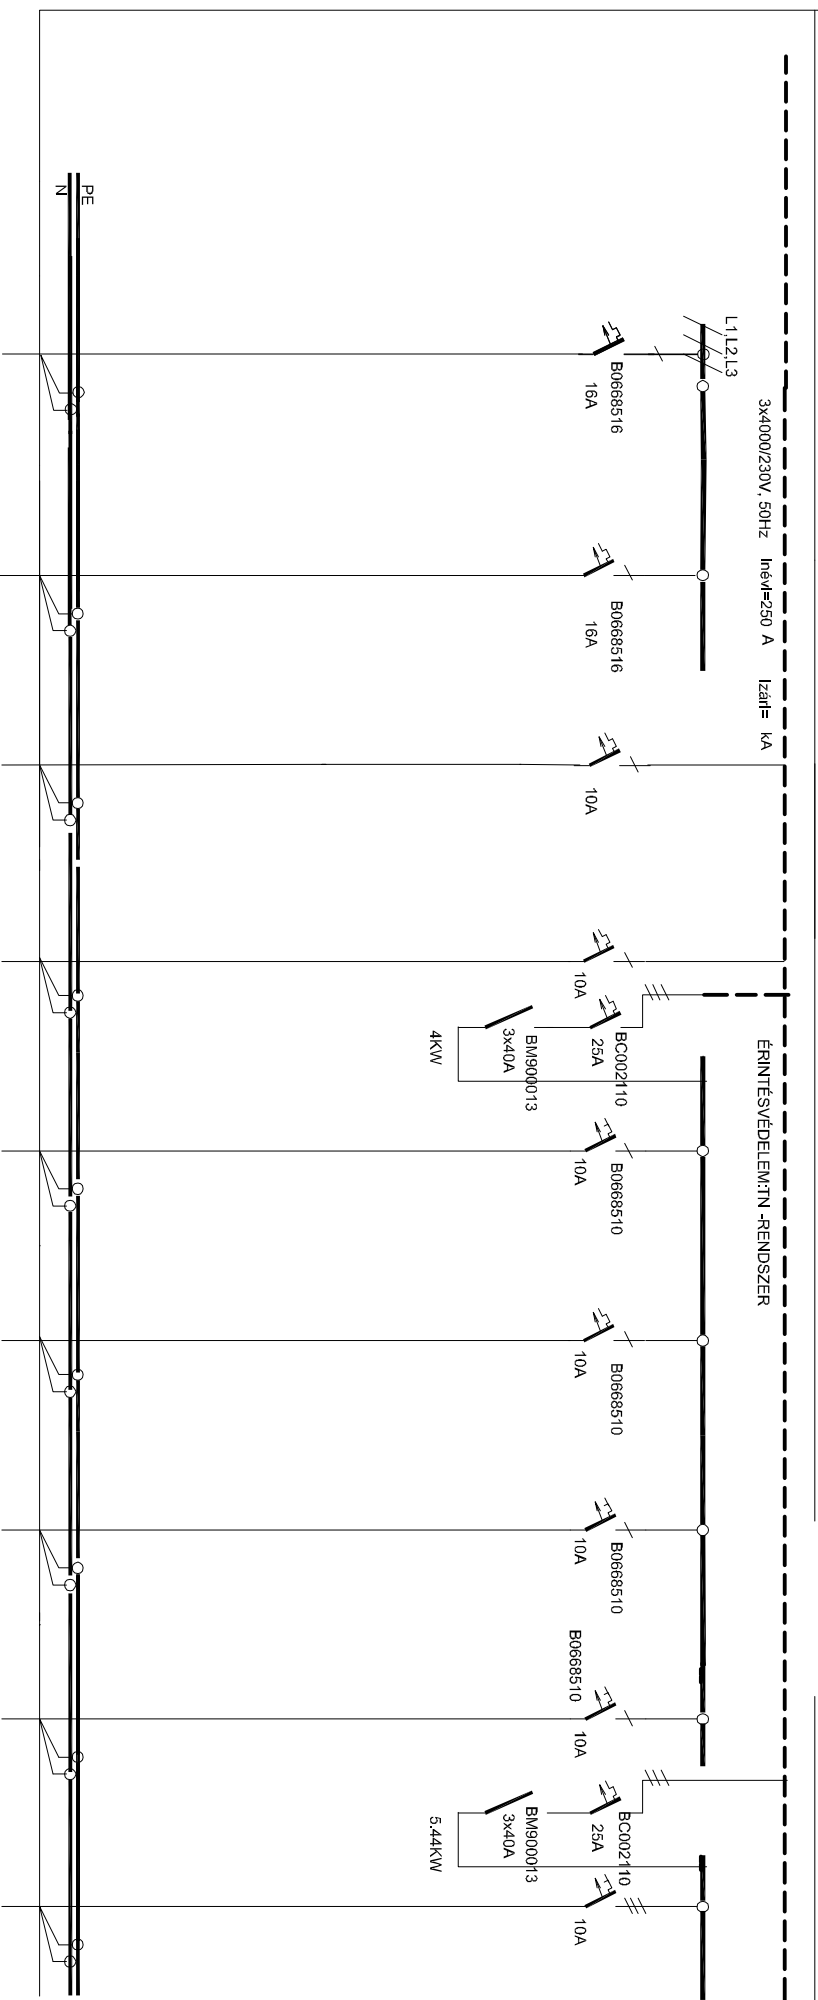 PE
N
L1,L2,L3
3x4000/230V, 50Hz Inévl=250 A Izárl= kA
ÉRINTÉSVÉDELEM:TN -RENDSZER
B0668516
16A
B0668516
16A
10A
10A
BC002110
25A
BM900013
3x40A
4KW
B0668510
10A
B0668510
10A
B0668510
10A
B0668510
10A
BC002110
25A
BM900013
3x40A
5.44KW
10A